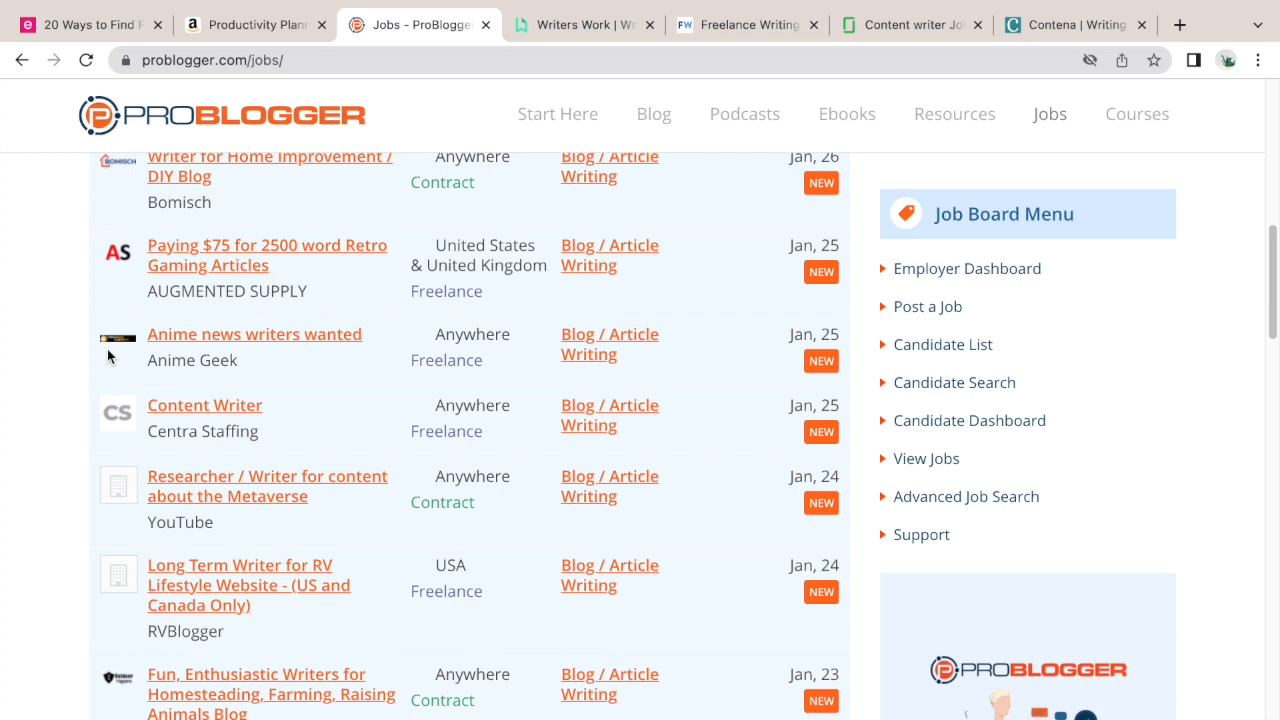 20 Ways to Find F
Productivity Plann
Jobs - ProBlogger
Writers Work | Wr
FW
Freelance Writing
Content writer Jo
Contena | Writing
problogger.com/jobs/
PROBLOGGER
Start Here
Blog
Podcasts
Ebooks
Resources
Jobs
Courses
BOMISCH
Writer for Home Improvement /
DIY Blog
Bomisch
Anywhere
Contract
Blog / Article
Writing
Jan, 26
NEW
AS
Paying $75 for 2500 word Retro
Gaming Articles
AUGMENTED SUPPLY
United States
& United Kingdom
Freelance
Blog / Article
Writing
Jan, 25
NEW
Anime news writers wanted
Anime Geek
Anywhere
Freelance
Blog / Article
Writing
Jan, 25
NEW
CS
Content Writer
Centra Staffing
Anywhere
Freelance
Blog / Article
Writing
Jan, 25
NEW
Researcher / Writer for content
about the Metaverse
YouTube
Anywhere
Contract
Blog / Article
Writing
Jan, 24
NEW
Long Term Writer for RV
Lifestyle Website - (US and
Canada Only)
RVBlogger
USA
Freelance
Blog / Article
Writing
Jan, 24
NEW
Fun, Enthusiastic Writers for
Homesteading, Farming, Raising
Animals Blog
Anywhere
Contract
Blog / Article
Writing
Jan, 23
NEW
Job Board Menu
Employer Dashboard
Post a Job
Candidate List
Candidate Search
Candidate Dashboard
View Jobs
Advanced Job Search
Support
PROBLOGGER